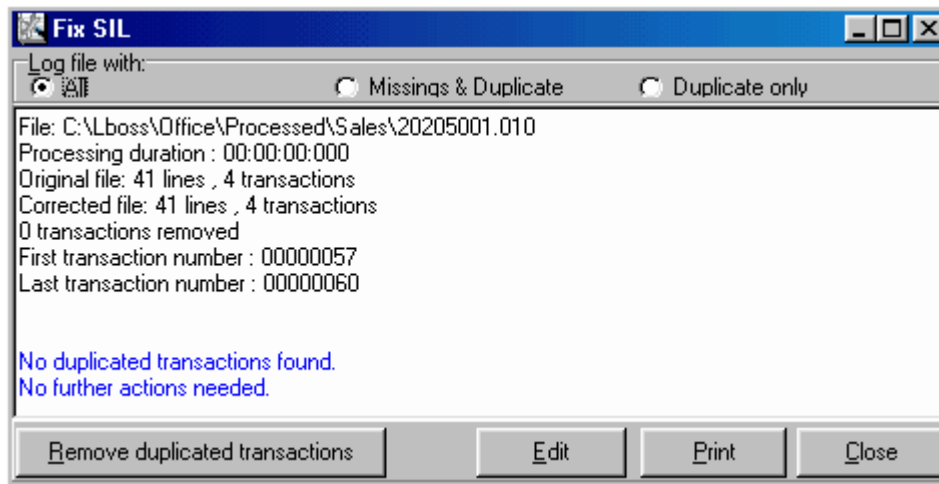 Fix SIL
Log file with:
All
Missings & Duplicate
Duplicate only
File: C:\Lboss\Office\Processed\Sales\20205001.010
Processing duration : 00:00:00:000
Original file: 41 lines , 4 transactions
Corrected file: 41 lines , 4 transactions
0 transactions removed
First transaction number : 00000057
Last transaction number : 00000060
No duplicated transactions found.
No further actions needed.
Remove duplicated transactions
Edit
Print
Close